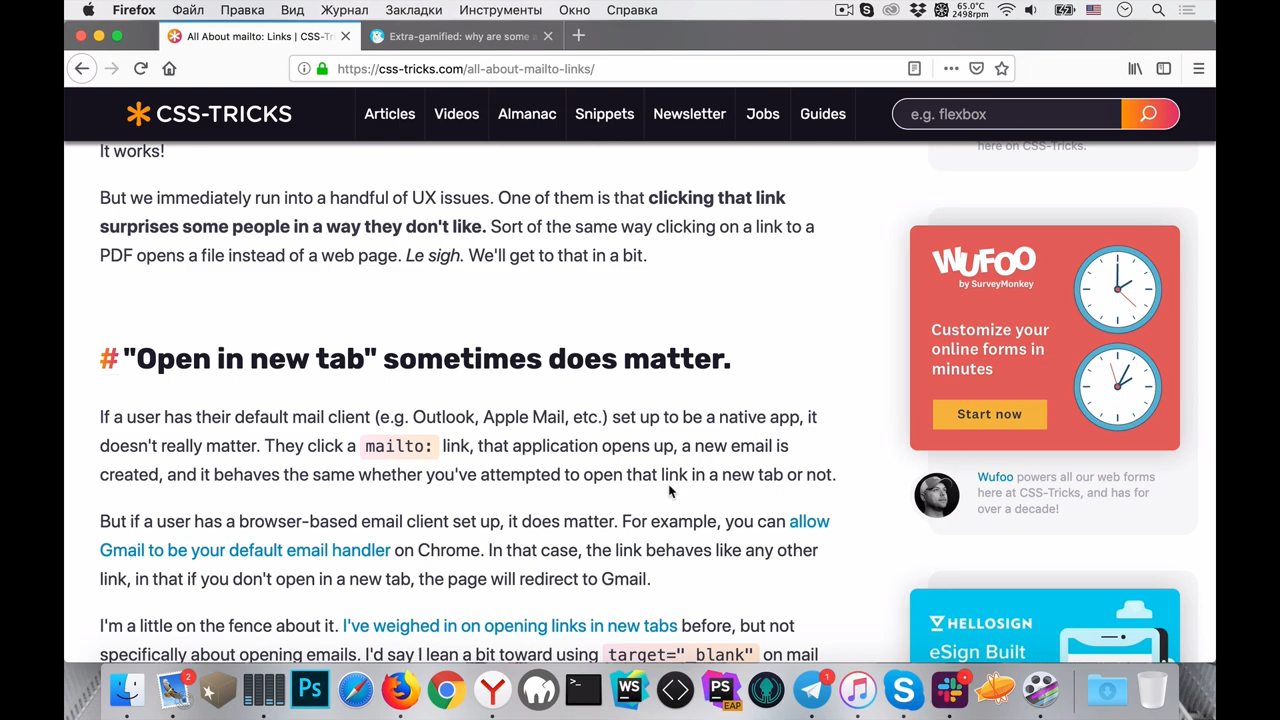 Firefox Файл Правка Вид Журнал Закладки Инструменты Окно Справка 65.0°C 2498rpm
All About mailto: Links | CSS-Tr Extra-gamified: why are some a
https://css-tricks.com/all-about-mailto-links/
CSS-TRICKS Articles Videos Almanac Snippets Newsletter Jobs Guides e.g. flexbox
It works!
here on CSS-Tricks.
But we immediately run into a handful of UX issues. One of them is that clicking that link
surprises some people in a way they don't like. Sort of the same way clicking on a link to a
PDF opens a file instead of a web page. Le sigh. We'll get to that in a bit.
# "Open in new tab" sometimes does matter.
If a user has their default mail client (e.g. Outlook, Apple Mail, etc.) set up to be a native app, it
doesn't really matter. They click a mailto: link, that application opens up, a new email is
created, and it behaves the same whether you've attempted to open that link in a new tab or not.
But if a user has a browser-based email client set up, it does matter. For example, you can allow
Gmail to be your default email handler on Chrome. In that case, the link behaves like any other
link, in that if you don't open in a new tab, the page will redirect to Gmail.
I'm a little on the fence about it. I've weighed in on opening links in new tabs before, but not
specifically about opening emails. I'd say I lean a bit toward using target="_blank" on mail
WUFOO
by SurveyMonkey
Customize your
online forms in
minutes
Start now
Wufoo powers all our web forms
here at CSS-Tricks, and has for
over a decade!
HELLOSIGN
eSign Built
2
Ps
WS
PS
EAP
1